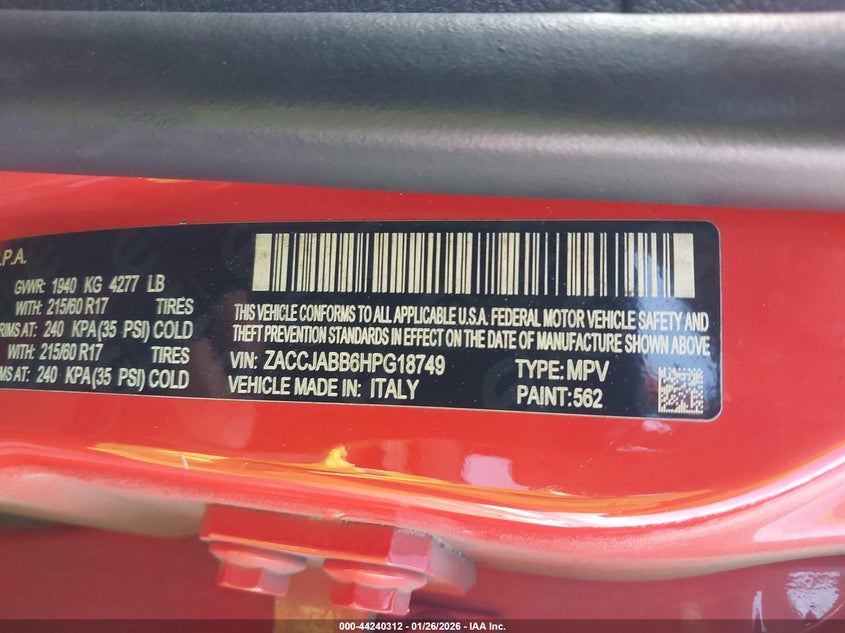 .P.A.
GVWR: 1940 KG 4277 LB
WITH: 215/60 R17 TIRES
RIMS AT: 240 KPA(35 PSI) COLD
WITH: 215/60 R17 TIRES
MS AT: 240 KPA(35 PSI) COLD
THIS VEHICLE CONFORMS TO ALL APPLICABLE U.S.A. FEDERAL MOTOR VEHICLE SAFETY AND
THEFT PREVENTION STANDARDS IN EFFECT ON THE DATE OF MANUFACTURE SHOWN ABOVE
VIN: ZACCJABB6HPG18749 TYPE: MPV
VEHICLE MADE IN: ITALY PAINT:562
000-44240312 - 01/26/2026 - IAA Inc.